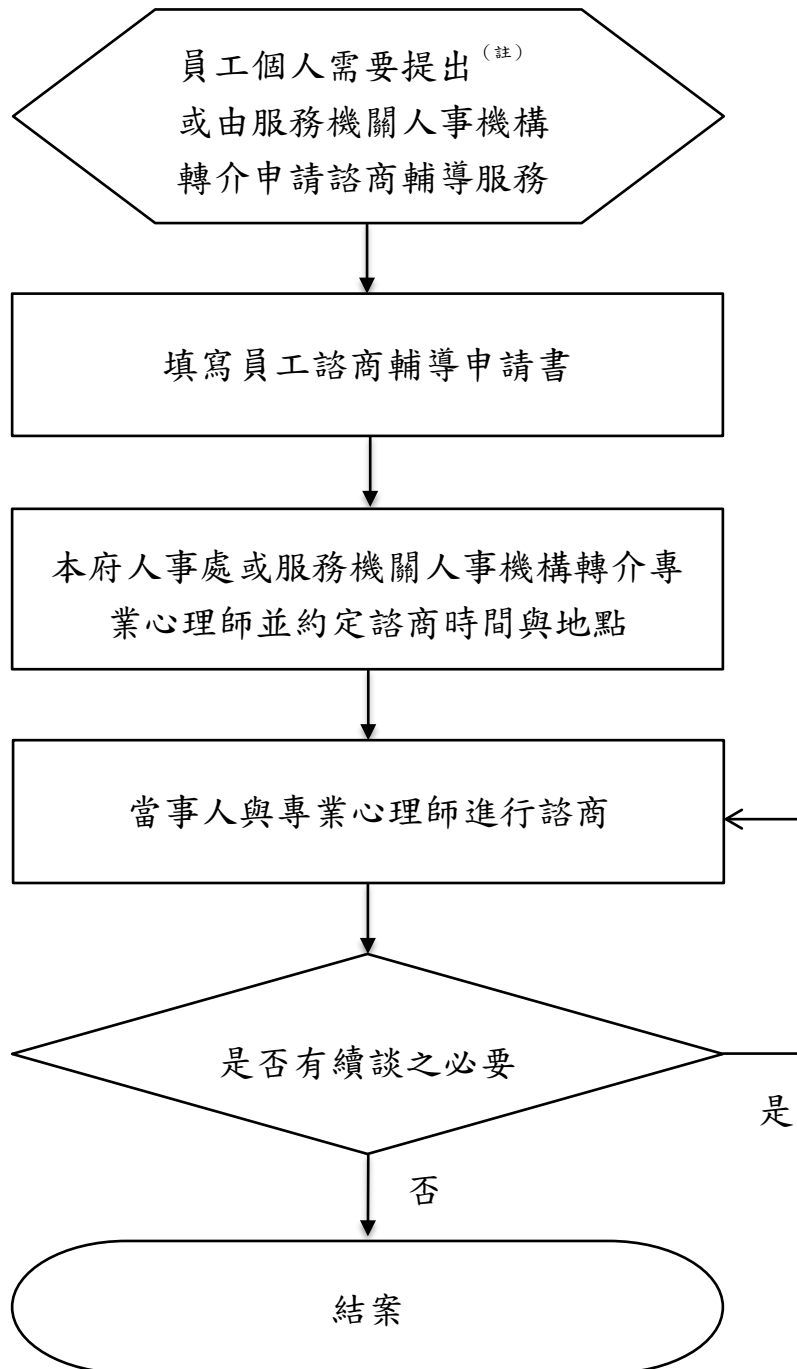 員工個人需要提出（註）
或由服務機關人事機構
轉介申請諮商輔導服務
填寫員工諮商輔導申請書
本府人事處或服務機關人事機構轉介專
業心理師並約定諮商時間與地點
當事人與專業心理師進行諮商
是否有續談之必要
是
否
結案